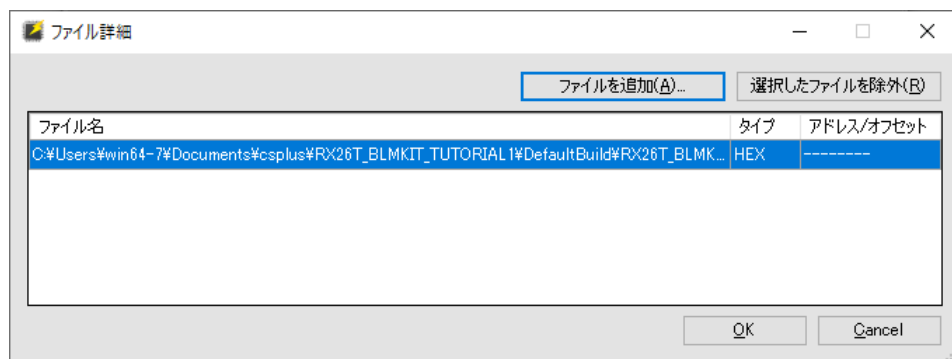 ファイル詳細
ファイルを追加(A)... 選択したファイルを除外(R)
ファイル名 タイプ アドレス/オフセット
C:¥Users¥win64-7¥Documents¥csplus¥RX26T_BLMKIT_TUTORIAL1¥DefaultBuild¥RX26T_BLMK... HEX --------
OK Cancel